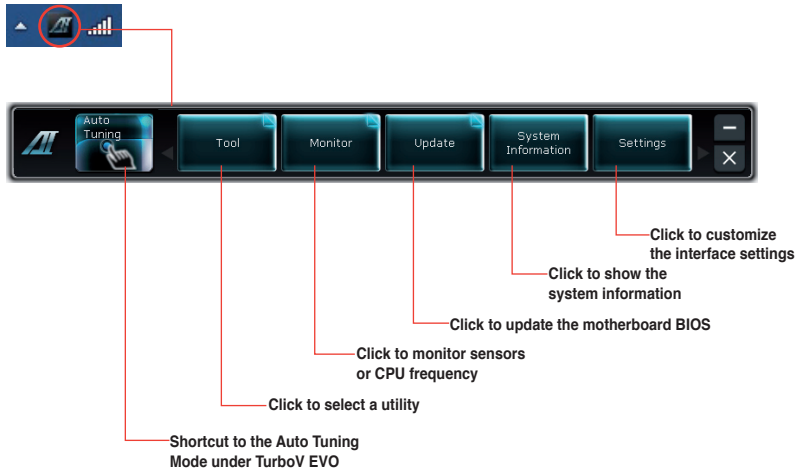 Auto
Tuning
Tool
Monitor
Update
System
Information
Settings
Click to customize
the interface settings
Click to show the
system information
Click to update the motherboard BIOS
Click to monitor sensors
or CPU frequency
Click to select a utility
Shortcut to the Auto Tuning
Mode under TurboV EVO